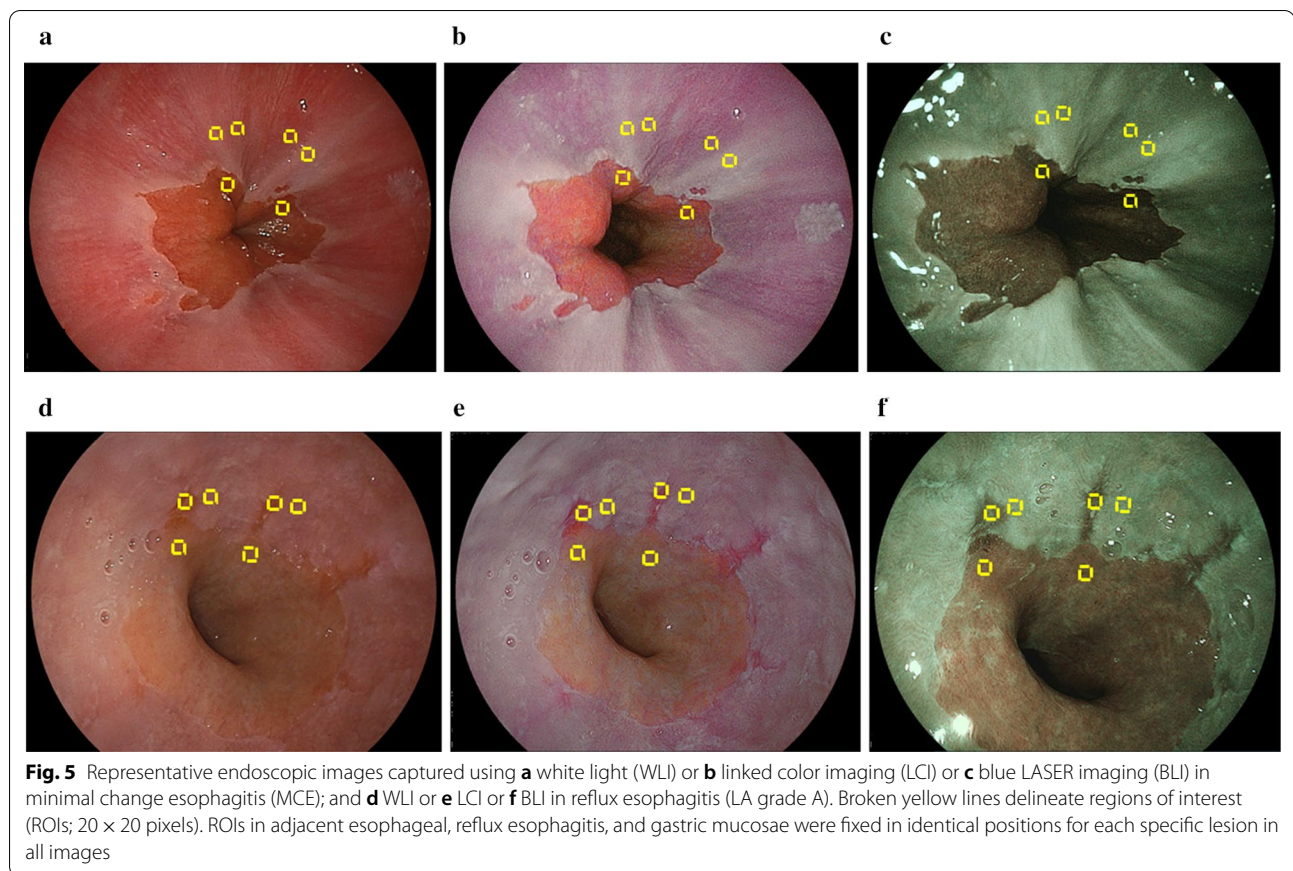 a
b
c
d
e
f
Fig. 5 Representative endoscopic images captured using a white light (WLI) or b linked color imaging (LCI) or c blue LASER imaging (BLI) in
minimal change esophagitis (MCE); and d WLI or e LCI or f BLI in reflux esophagitis (LA grade A). Broken yellow lines delineate regions of interest
(ROIs; 20 × 20 pixels). ROIs in adjacent esophageal, reflux esophagitis, and gastric mucosae were fixed in identical positions for each specific lesion in
all images